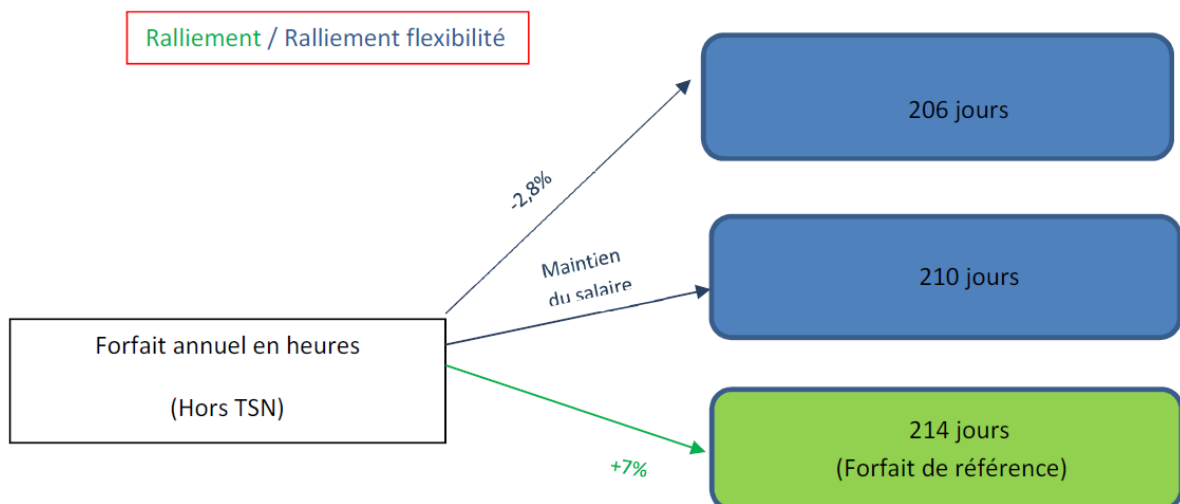 Ralliement / Ralliement flexibilité
206 jours
-2,8%
Maintien
du salaire
210 jours
Forfait annuel en heures
(Hors TSN)
+7%
214 jours
(Forfait de référence)